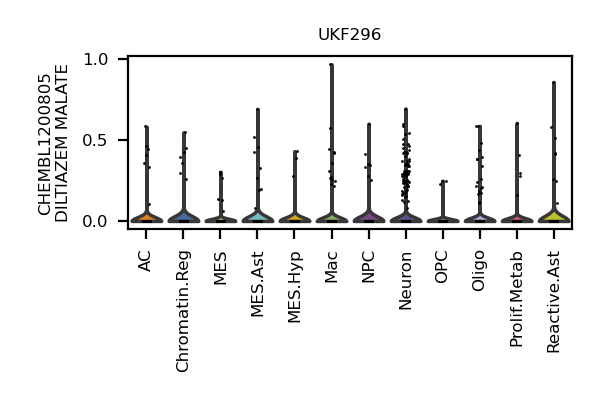 UKF296
CHEMBL1200805
DILTIAZEM MALATE
1.0
0.5
0.0
AC
Chromatin.Reg
MES
MES.Ast
MES.Hyp
Mac
NPC
Neuron
OPC
Oligo
Prolif.Metab
Reactive.Ast